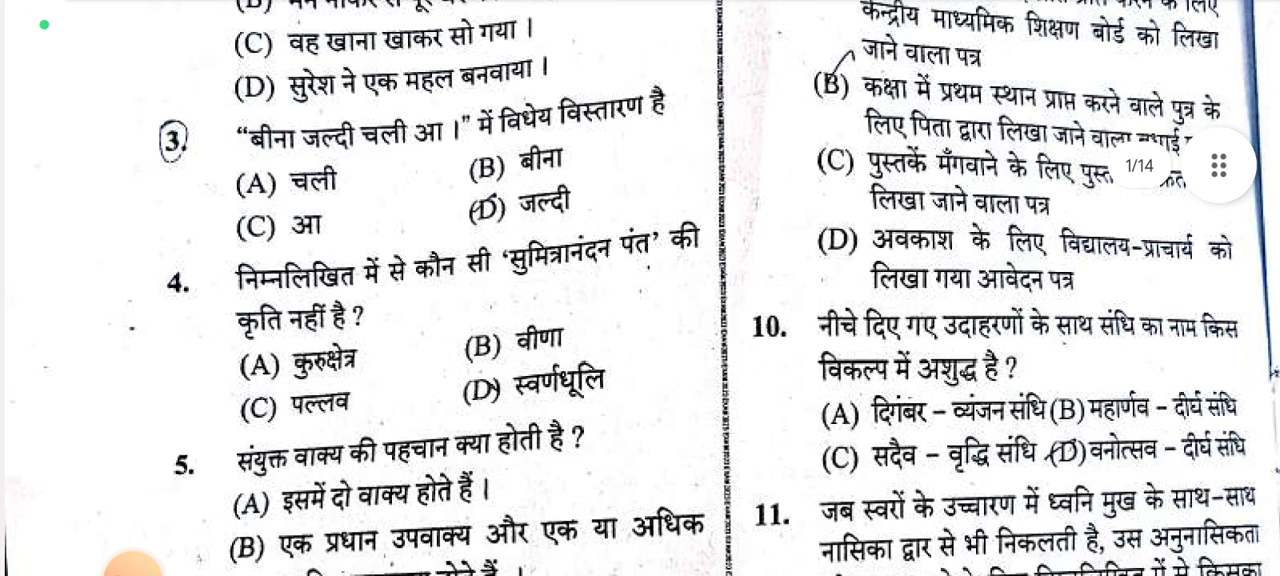 (C) वह खाना खाकर सो गया ।
(D) सुरेश ने एक महल बनवाया ।
3. “बीना जल्दी चली आ ।” में विधेय विस्तारण है
(A) चली (B) बीना
(C) आ (D) जल्दी
4. निम्नलिखित में से कौन सी ‘सुमित्रानंदन पंत’ की
कृति नहीं है ?
(A) कुरुक्षेत्र (B) वीणा
(C) पल्लव (D) स्वर्णधूलि
5. संयुक्त वाक्य की पहचान क्या होती है ?
(A) इसमें दो वाक्य होते हैं ।
(B) एक प्रधान उपवाक्य और एक या अधिक
केन्द्रीय माध्यमिक शिक्षण बोर्ड को लिखा
जाने वाला पत्र
(B) कक्षा में प्रथम स्थान प्राप्त करने वाले पुत्र के
लिए पिता द्वारा लिखा जाने वाला
(C) पुस्तकें मँगवाने के लिए
1/14
लिखा जाने वाला पत्र
(D) अवकाश के लिए विद्यालय-प्राचार्य को
लिखा गया आवेदन पत्र
10. नीचे दिए गए उदाहरणों के साथ संधि का नाम किस
विकल्प में अशुद्ध है ?
(A) दिगंबर – व्यंजन संधि (B) महार्णव – दीर्घ संधि
(C) सदैव – वृद्धि संधि (D) वनोत्सव – दीर्घ संधि
11. जब स्वरों के उच्चारण में ध्वनि मुख के साथ-साथ
नासिका द्वार से भी निकलती है, उस अनुनासिकता